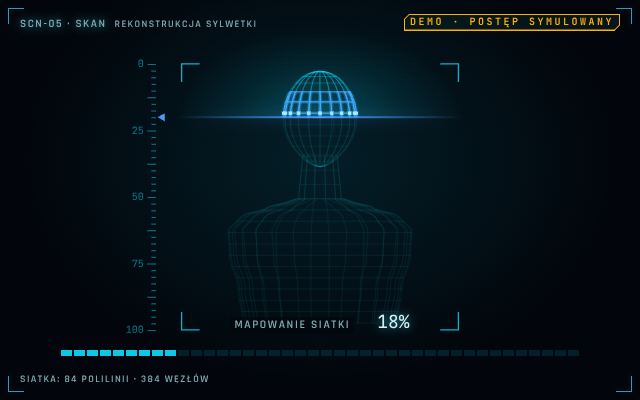 SCN-05 · SKAN REKONSTRUKCJA SYLWETKI
DEMO · POSTĘP SYMULOWANY
0
25
50
75
100
MAPOWANIE SIATKI 18%
SIATKA: 84 POLILINII · 304 WĘZŁÓW